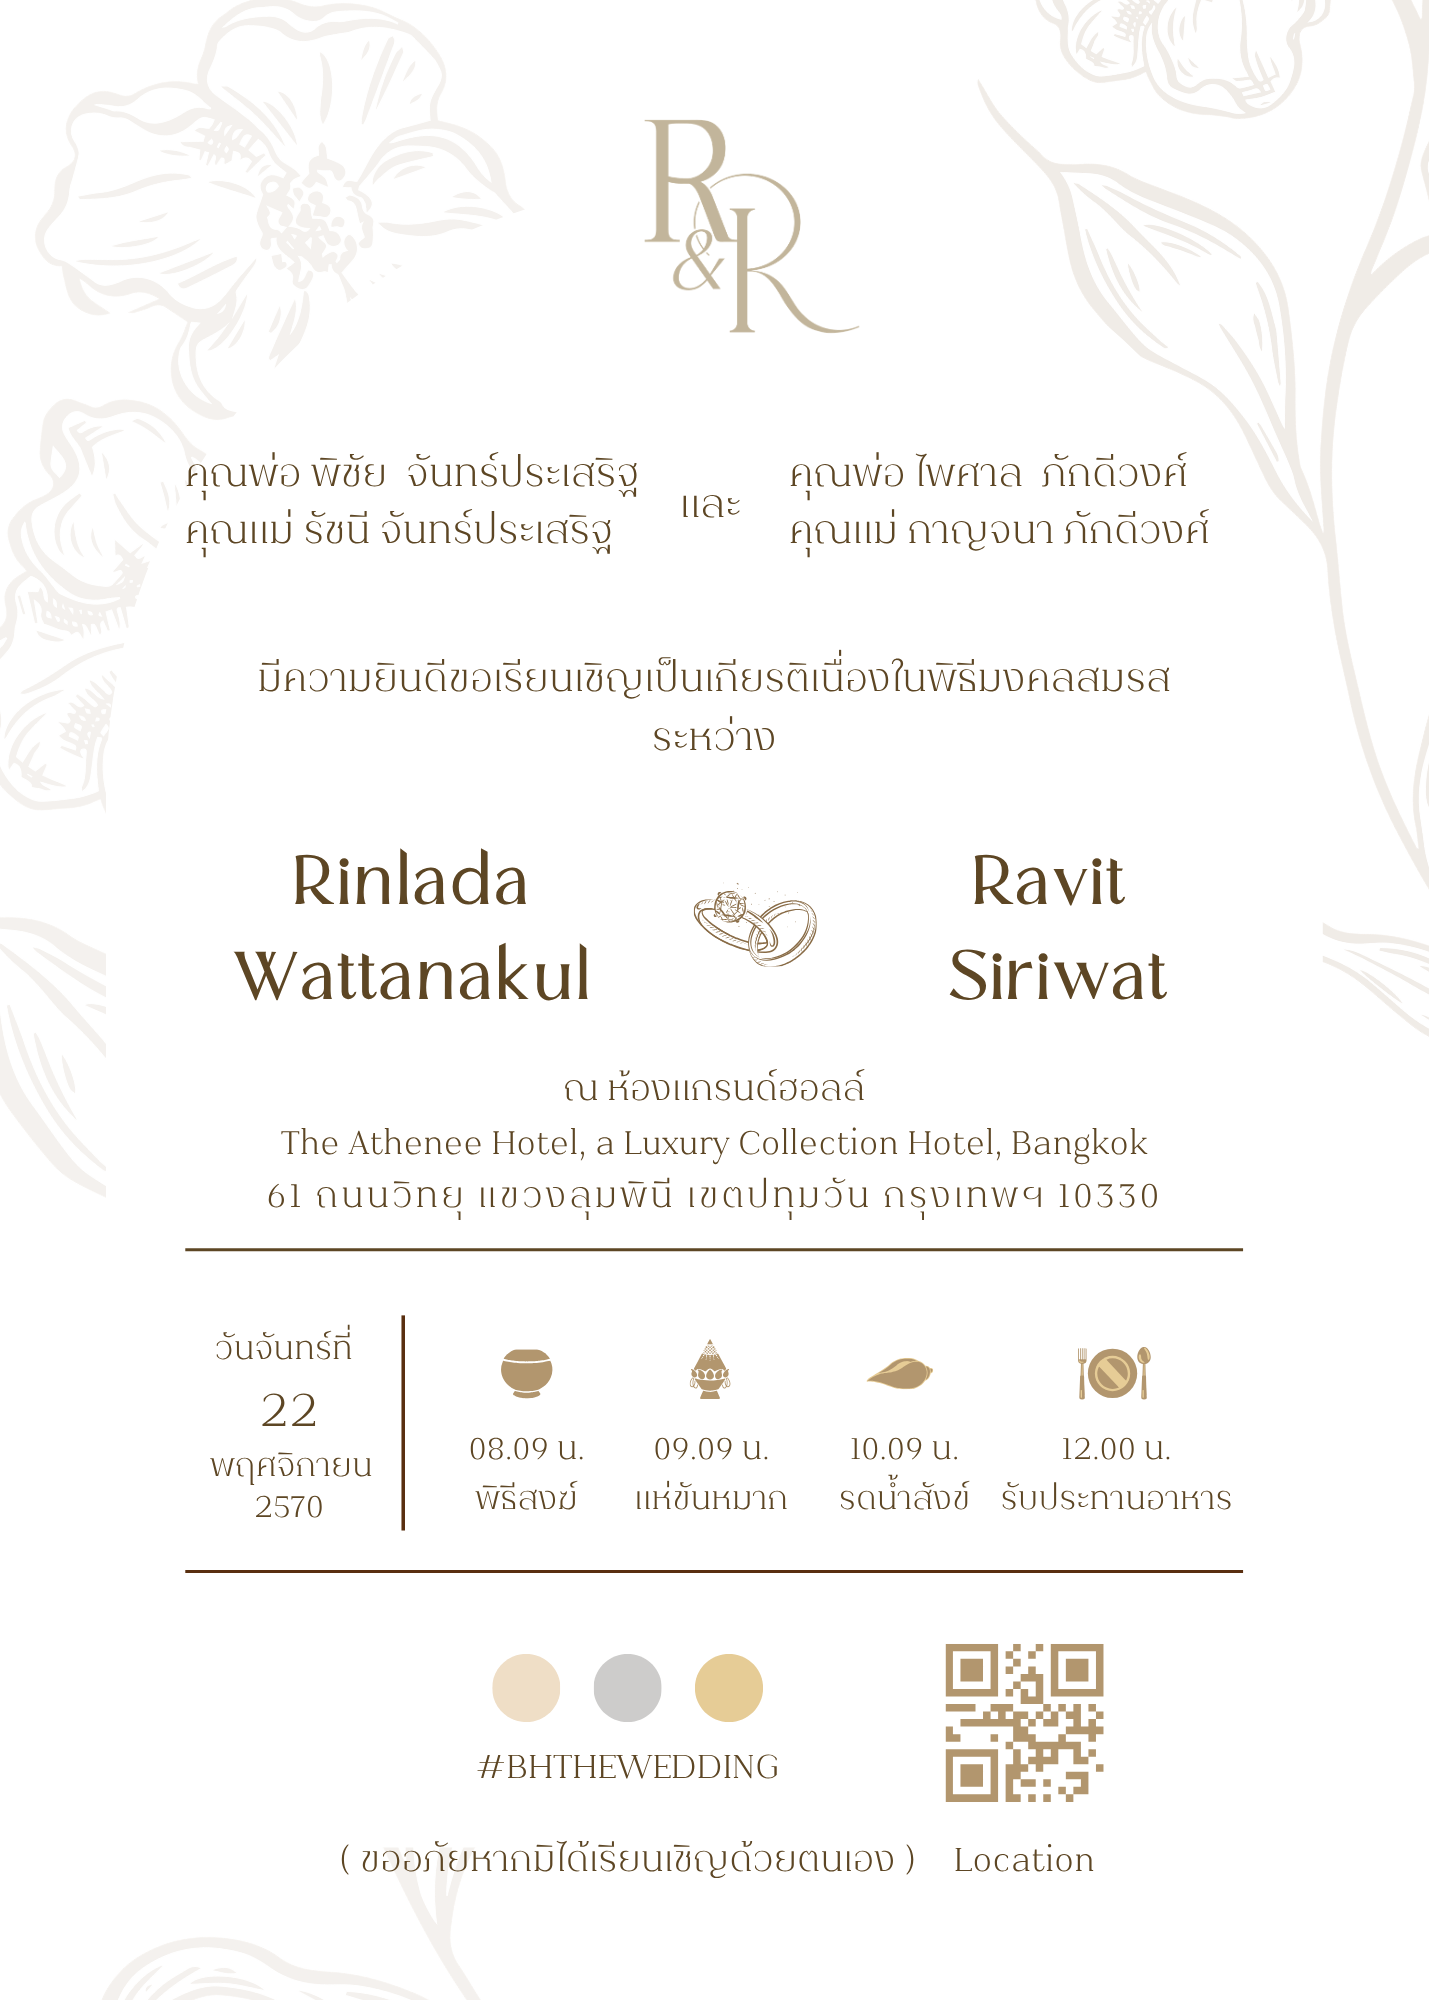 R&R
คุณพ่อ พิชัย จันทร์ประเสริฐ
คุณแม่ รัชนี จันทร์ประเสริฐ
และ
คุณพ่อ ไพศาล ภักดีวงศ์
คุณแม่ กาญจนา ภักดีวงศ์
มีความยินดีขอเรียนเชิญเป็นเกียรติเนื่องในพิธีมงคลสมรส
ระหว่าง
Rinlada
Wattanakul
Ravit
Siriwat
ณ ห้องแกรนด์ฮอลล์
The Athenee Hotel, a Luxury Collection Hotel, Bangkok
61 ถนนวิทยุ แขวงลุมพินี เขตปทุมวัน กรุงเทพฯ 10330
วันจันทร์ที่
22
พฤศจิกายน
2570
08.09 น.
พิธีสงฆ์
09.09 น.
แห่ขันหมาก
10.09 น.
รดน้ำสังข์
12.00 น.
รับประทานอาหาร
#BHTHEWEDDING
( ขออภัยหากมิได้เรียนเชิญด้วยตนเอง )
Location